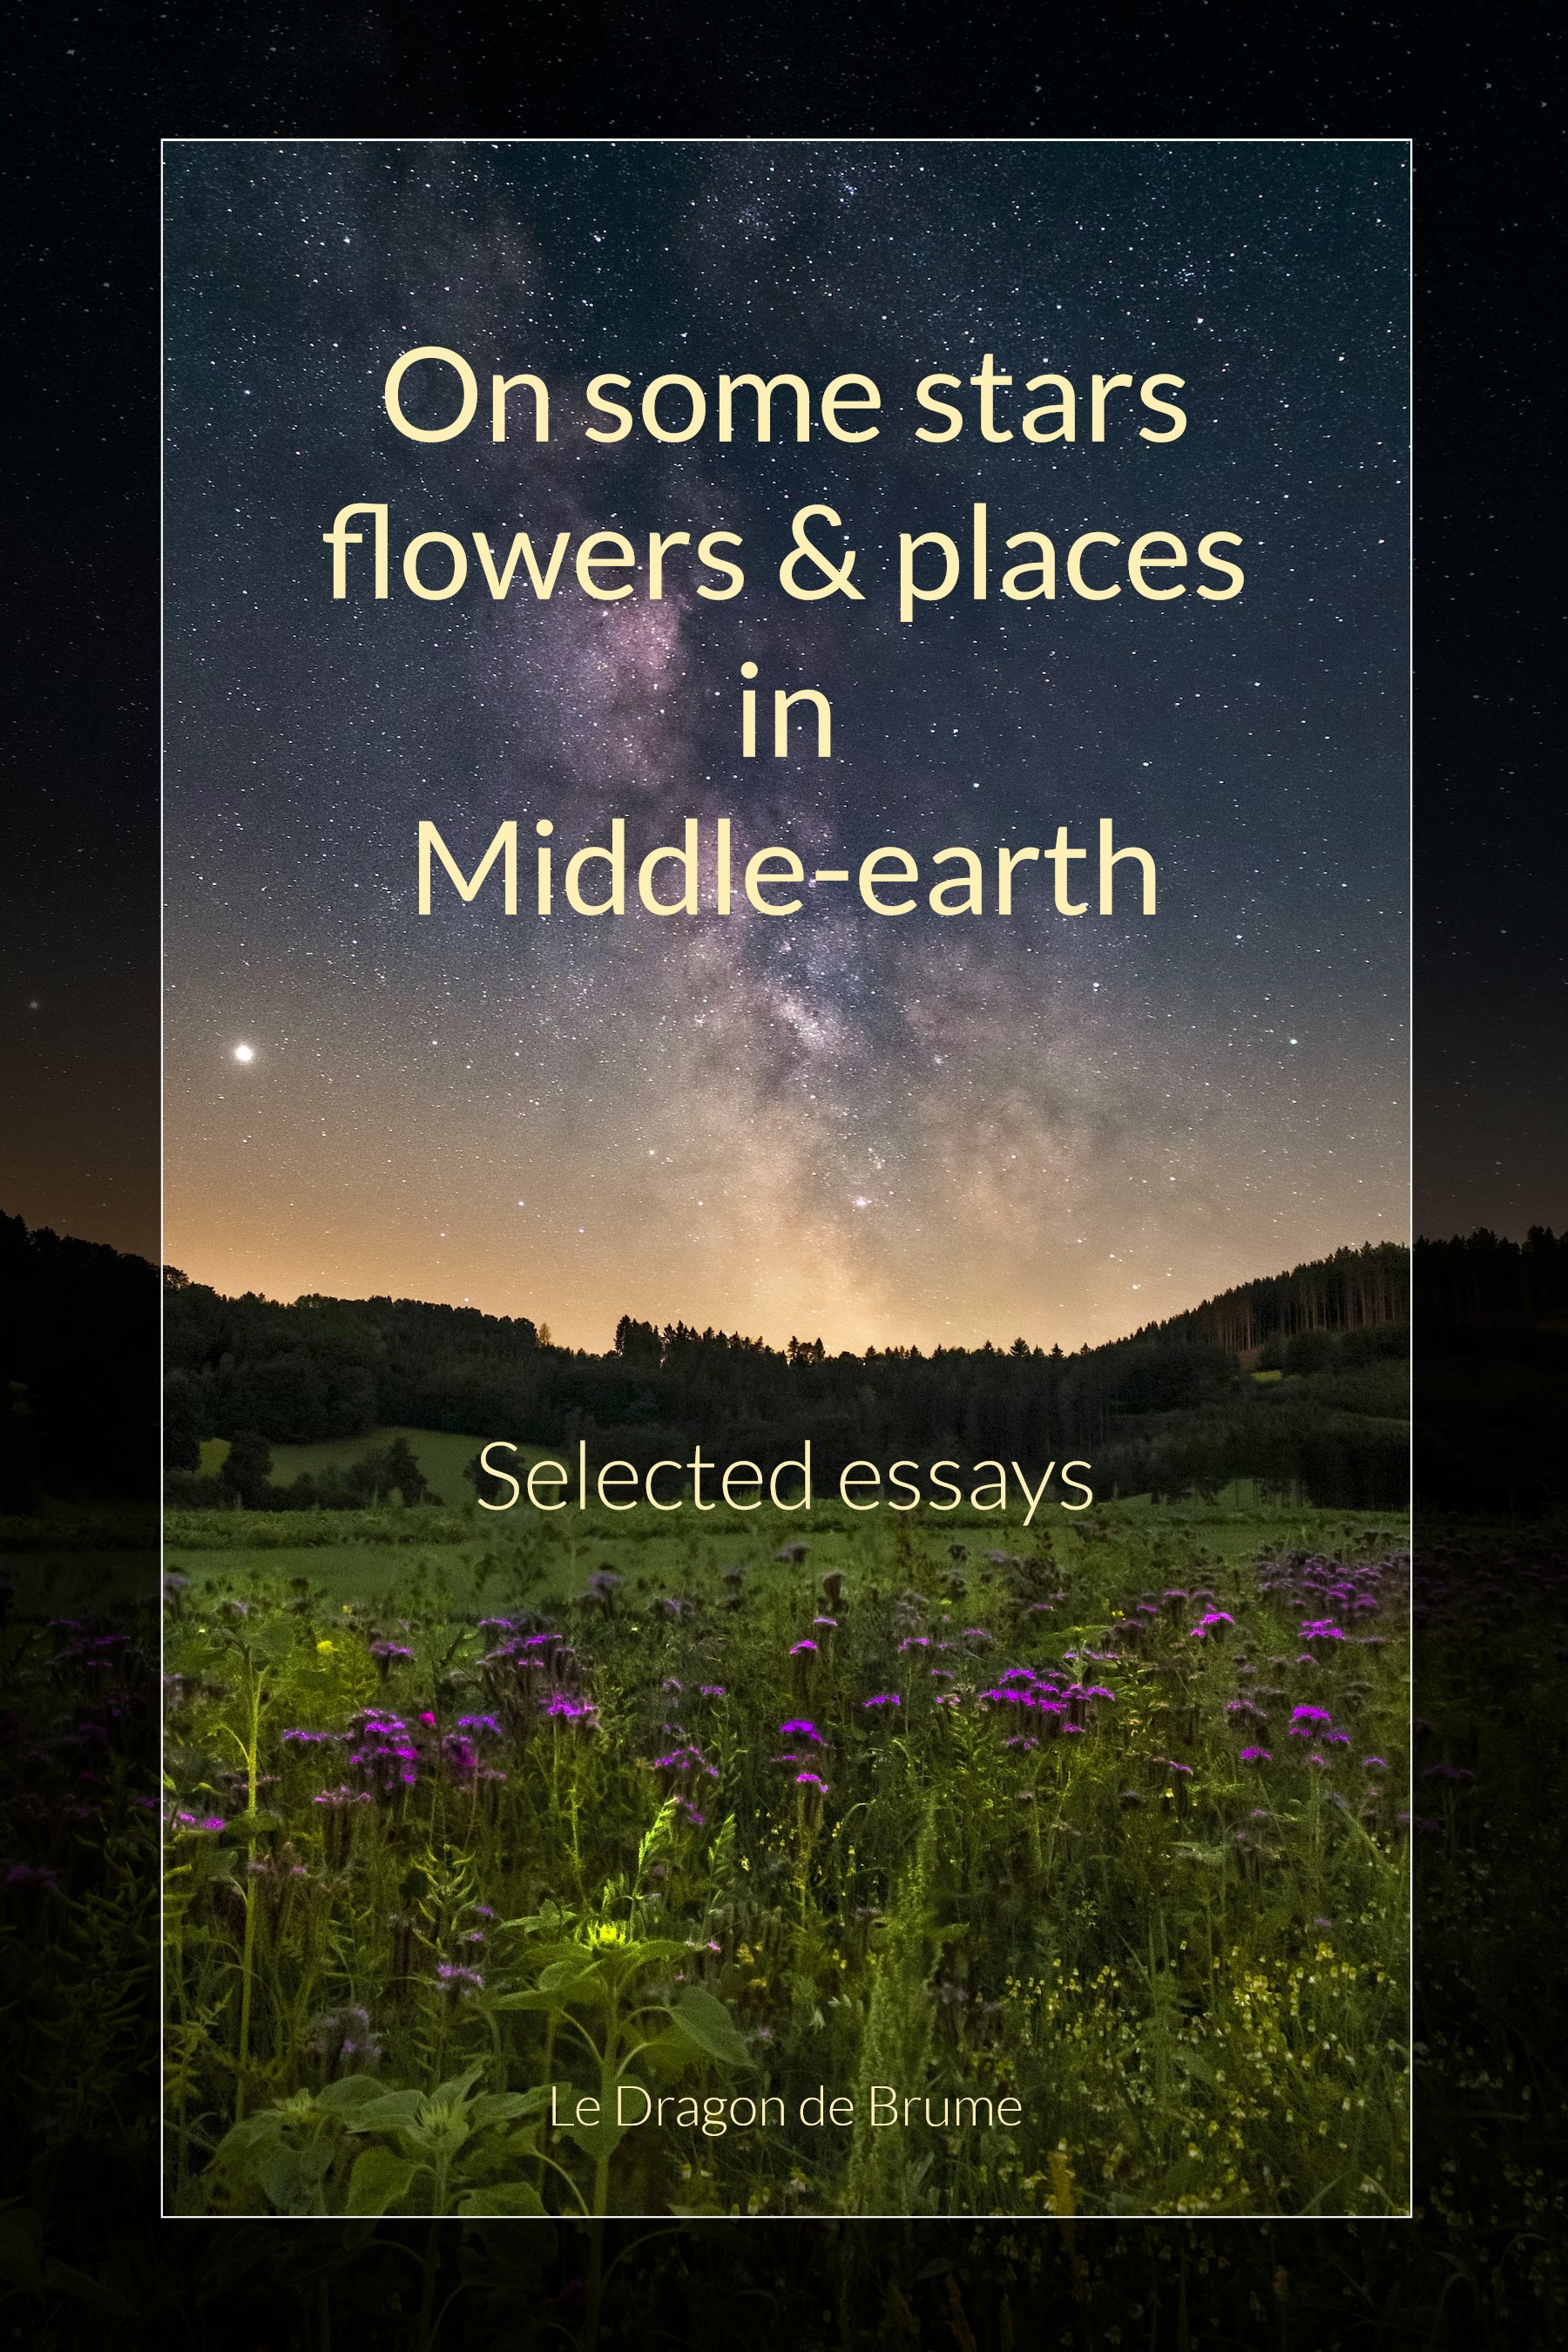 On some stars
flowers & places
in
Middle-earth
Selected essays
Le Dragon de Brume